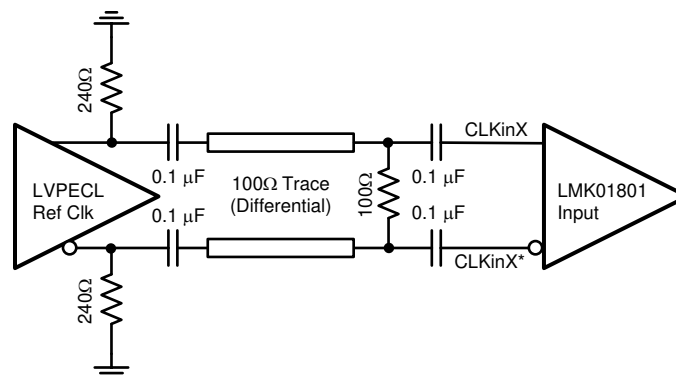 240Ω
CLKinX
0.1 μF
0.1 μF
LVPECL
Ref Clk
100Ω Trace
(Differential)
100Ω
LMK01801
Input
0.1 μF
0.1 μF
CLKinX*
240Ω